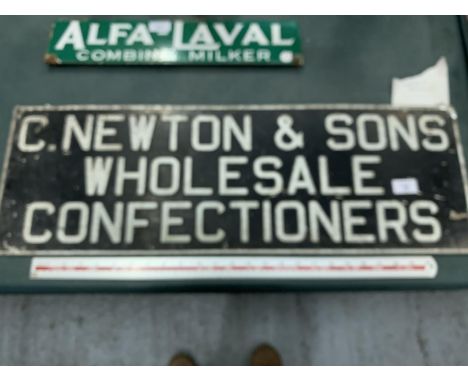 ALFA-LAVAL
COMBINE MILKER
C. NEWTON & SONS
WHOLESALE
CONFECTIONERS